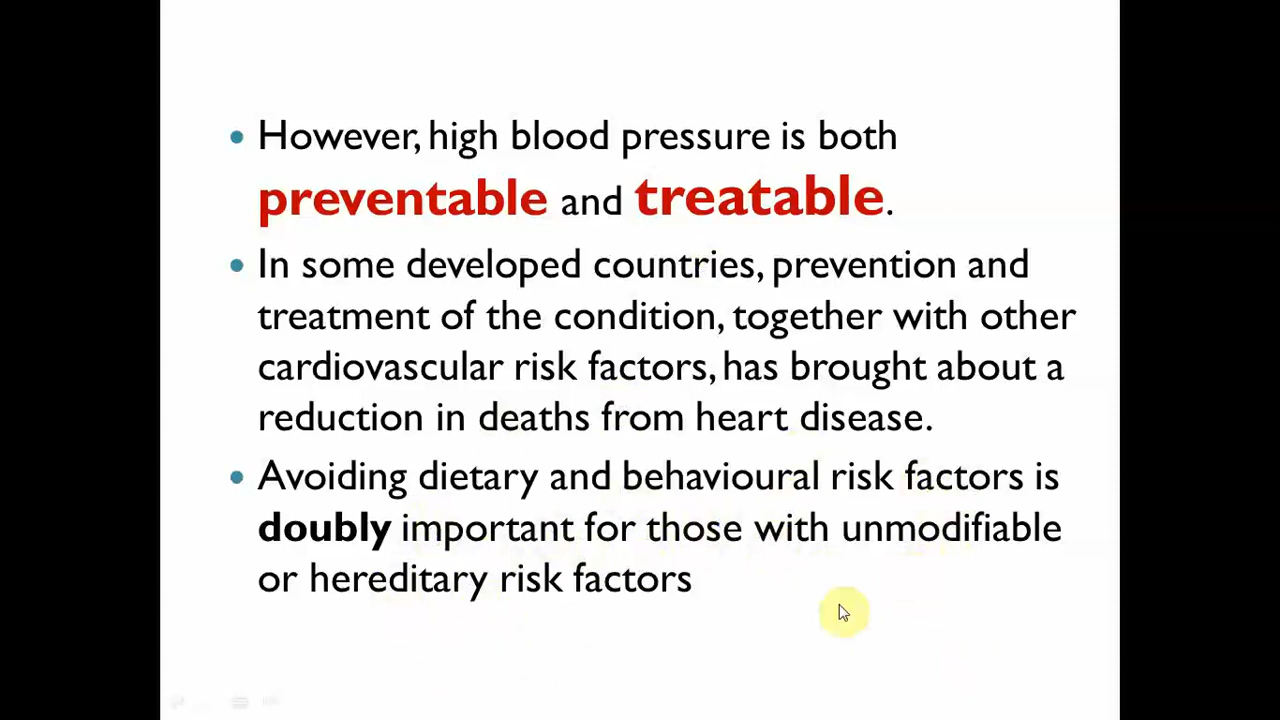 However, high blood pressure is both
preventable and treatable.
In some developed countries, prevention and
treatment of the condition, together with other
cardiovascular risk factors, has brought about a
reduction in deaths from heart disease.
Avoiding dietary and behavioural risk factors is
doubly important for those with unmodifiable
or hereditary risk factors